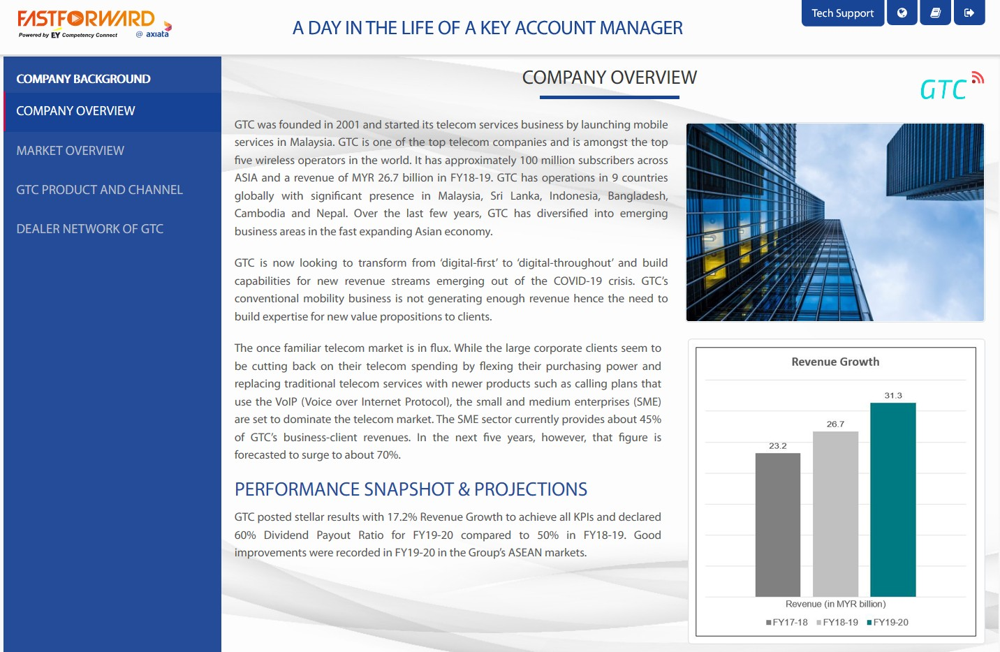 FASTFORWARD
Powered by EY Competency Connect @ axiata
A DAY IN THE LIFE OF A KEY ACCOUNT MANAGER
Tech Support
COMPANY BACKGROUND
COMPANY OVERVIEW
MARKET OVERVIEW
GTC PRODUCT AND CHANNEL
DEALER NETWORK OF GTC
COMPANY OVERVIEW
GTC
GTC was founded in 2001 and started its telecom services business by launching mobile
services in Malaysia. GTC is one of the top telecom companies and is amongst the top
five wireless operators in the world. It has approximately 100 million subscribers across
ASIA and a revenue of MYR 26.7 billion in FY18-19. GTC has operations in 9 countries
globally with significant presence in Malaysia, Sri Lanka, Indonesia, Bangladesh,
Cambodia and Nepal. Over the last few years, GTC has diversified into emerging
business areas in the fast expanding Asian economy.
GTC is now looking to transform from ‘digital-first’ to ‘digital-throughout’ and build
capabilities for new revenue streams emerging out of the COVID-19 crisis. GTC’s
conventional mobility business is not generating enough revenue hence the need to
build expertise for new value propositions to clients.
The once familiar telecom market is in flux. While the large corporate clients seem to
be cutting back on their telecom spending by flexing their purchasing power and
replacing traditional telecom services with newer products such as calling plans that
use the VoIP (Voice over Internet Protocol), the small and medium enterprises (SME)
are set to dominate the telecom market. The SME sector currently provides about 45%
of GTC’s business-client revenues. In the next five years, however, that figure is
forecasted to surge to about 70%.
PERFORMANCE SNAPSHOT & PROJECTIONS
GTC posted stellar results with 17.2% Revenue Growth to achieve all KPIs and declared
60% Dividend Payout Ratio for FY19-20 compared to 50% in FY18-19. Good
improvements were recorded in FY19-20 in the Group’s ASEAN markets.
Revenue Growth
23.2
26.7
31.3
Revenue (in MYR billion)
FY17-18 FY18-19 FY19-20